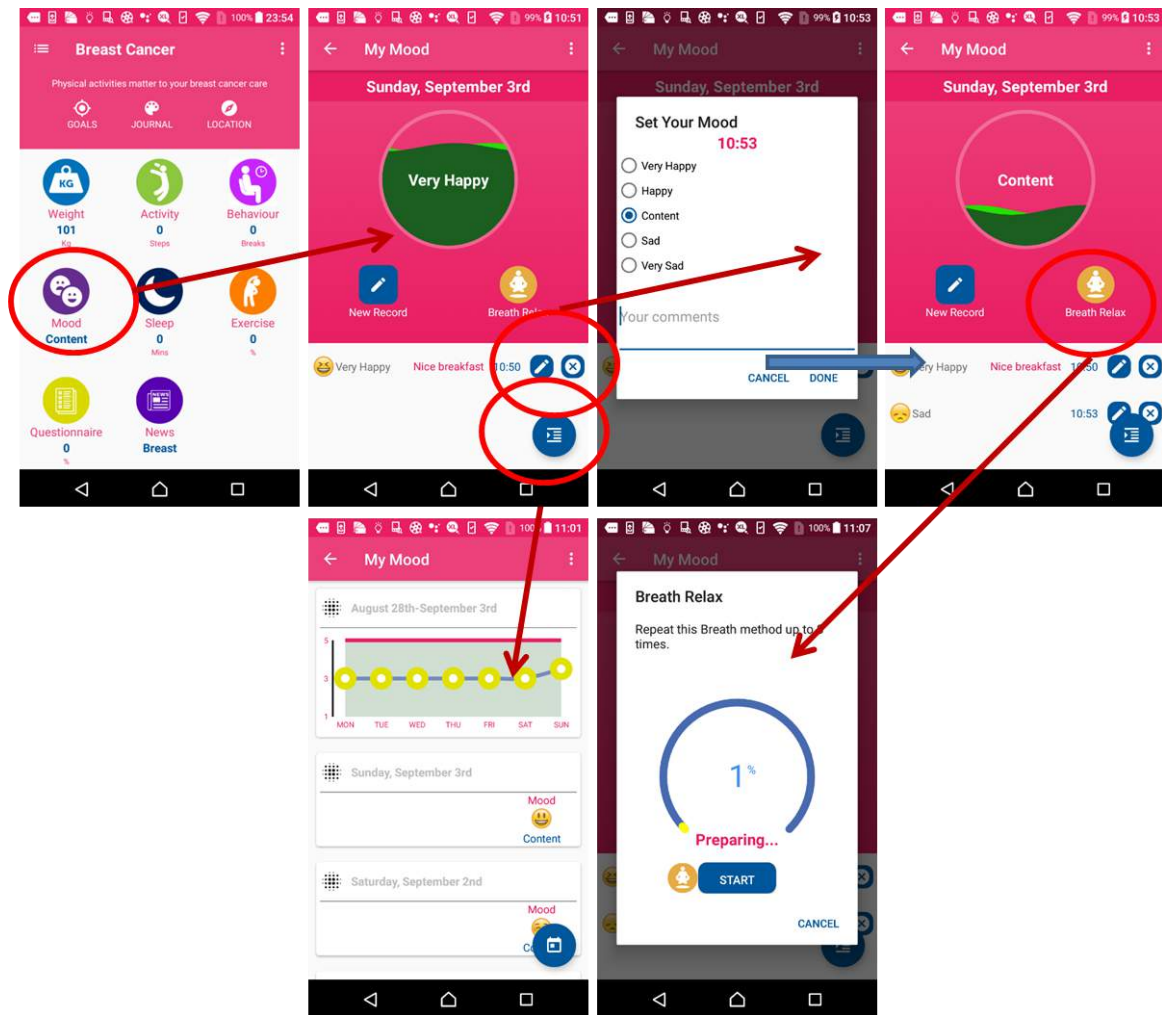 100% 23:54
Breast Cancer
Physical activities matter to your breast cancer care
GOALS JOURNAL LOCATION
KG
Weight Activity Behaviour
101 0 0
Kg Steps Breaks
Mood Sleep Exercise
Content 0 0
Mins %
NEWS
Questionnaire News
0 Breast
%
99% 10:51
My Mood
Sunday, September 3rd
Very Happy
New Record Breath
Very Happy Nice breakfast 10:50
99% 10:53
My Mood
Sunday, September 3rd
Set Your Mood
10:53
Very Happy
Happy
Content
Sad
Very Sad
Your comments
CANCEL DONE
99% 10:53
My Mood
Sunday, September 3rd
Content
New Record Breath Relax
Very Happy Nice breakfast 10:50
Sad 10:53
100% 11:01
My Mood
August 28th-September 3rd
5
3
1
MON TUE WED THU FRI SAT SUN
Sunday, September 3rd
Mood
Content
Saturday, September 2nd
Mood
100% 11:07
My Mood
Breath Relax
Repeat this Breath method up to
times.
1%
Preparing...
START
CANCEL